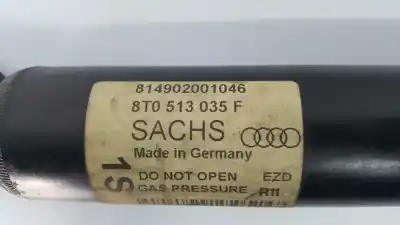 814902001046
8T0 513 035 F
SACHS
Made in Germany
1S
DO NOT OPEN EZD
GAS PRESSURE R11